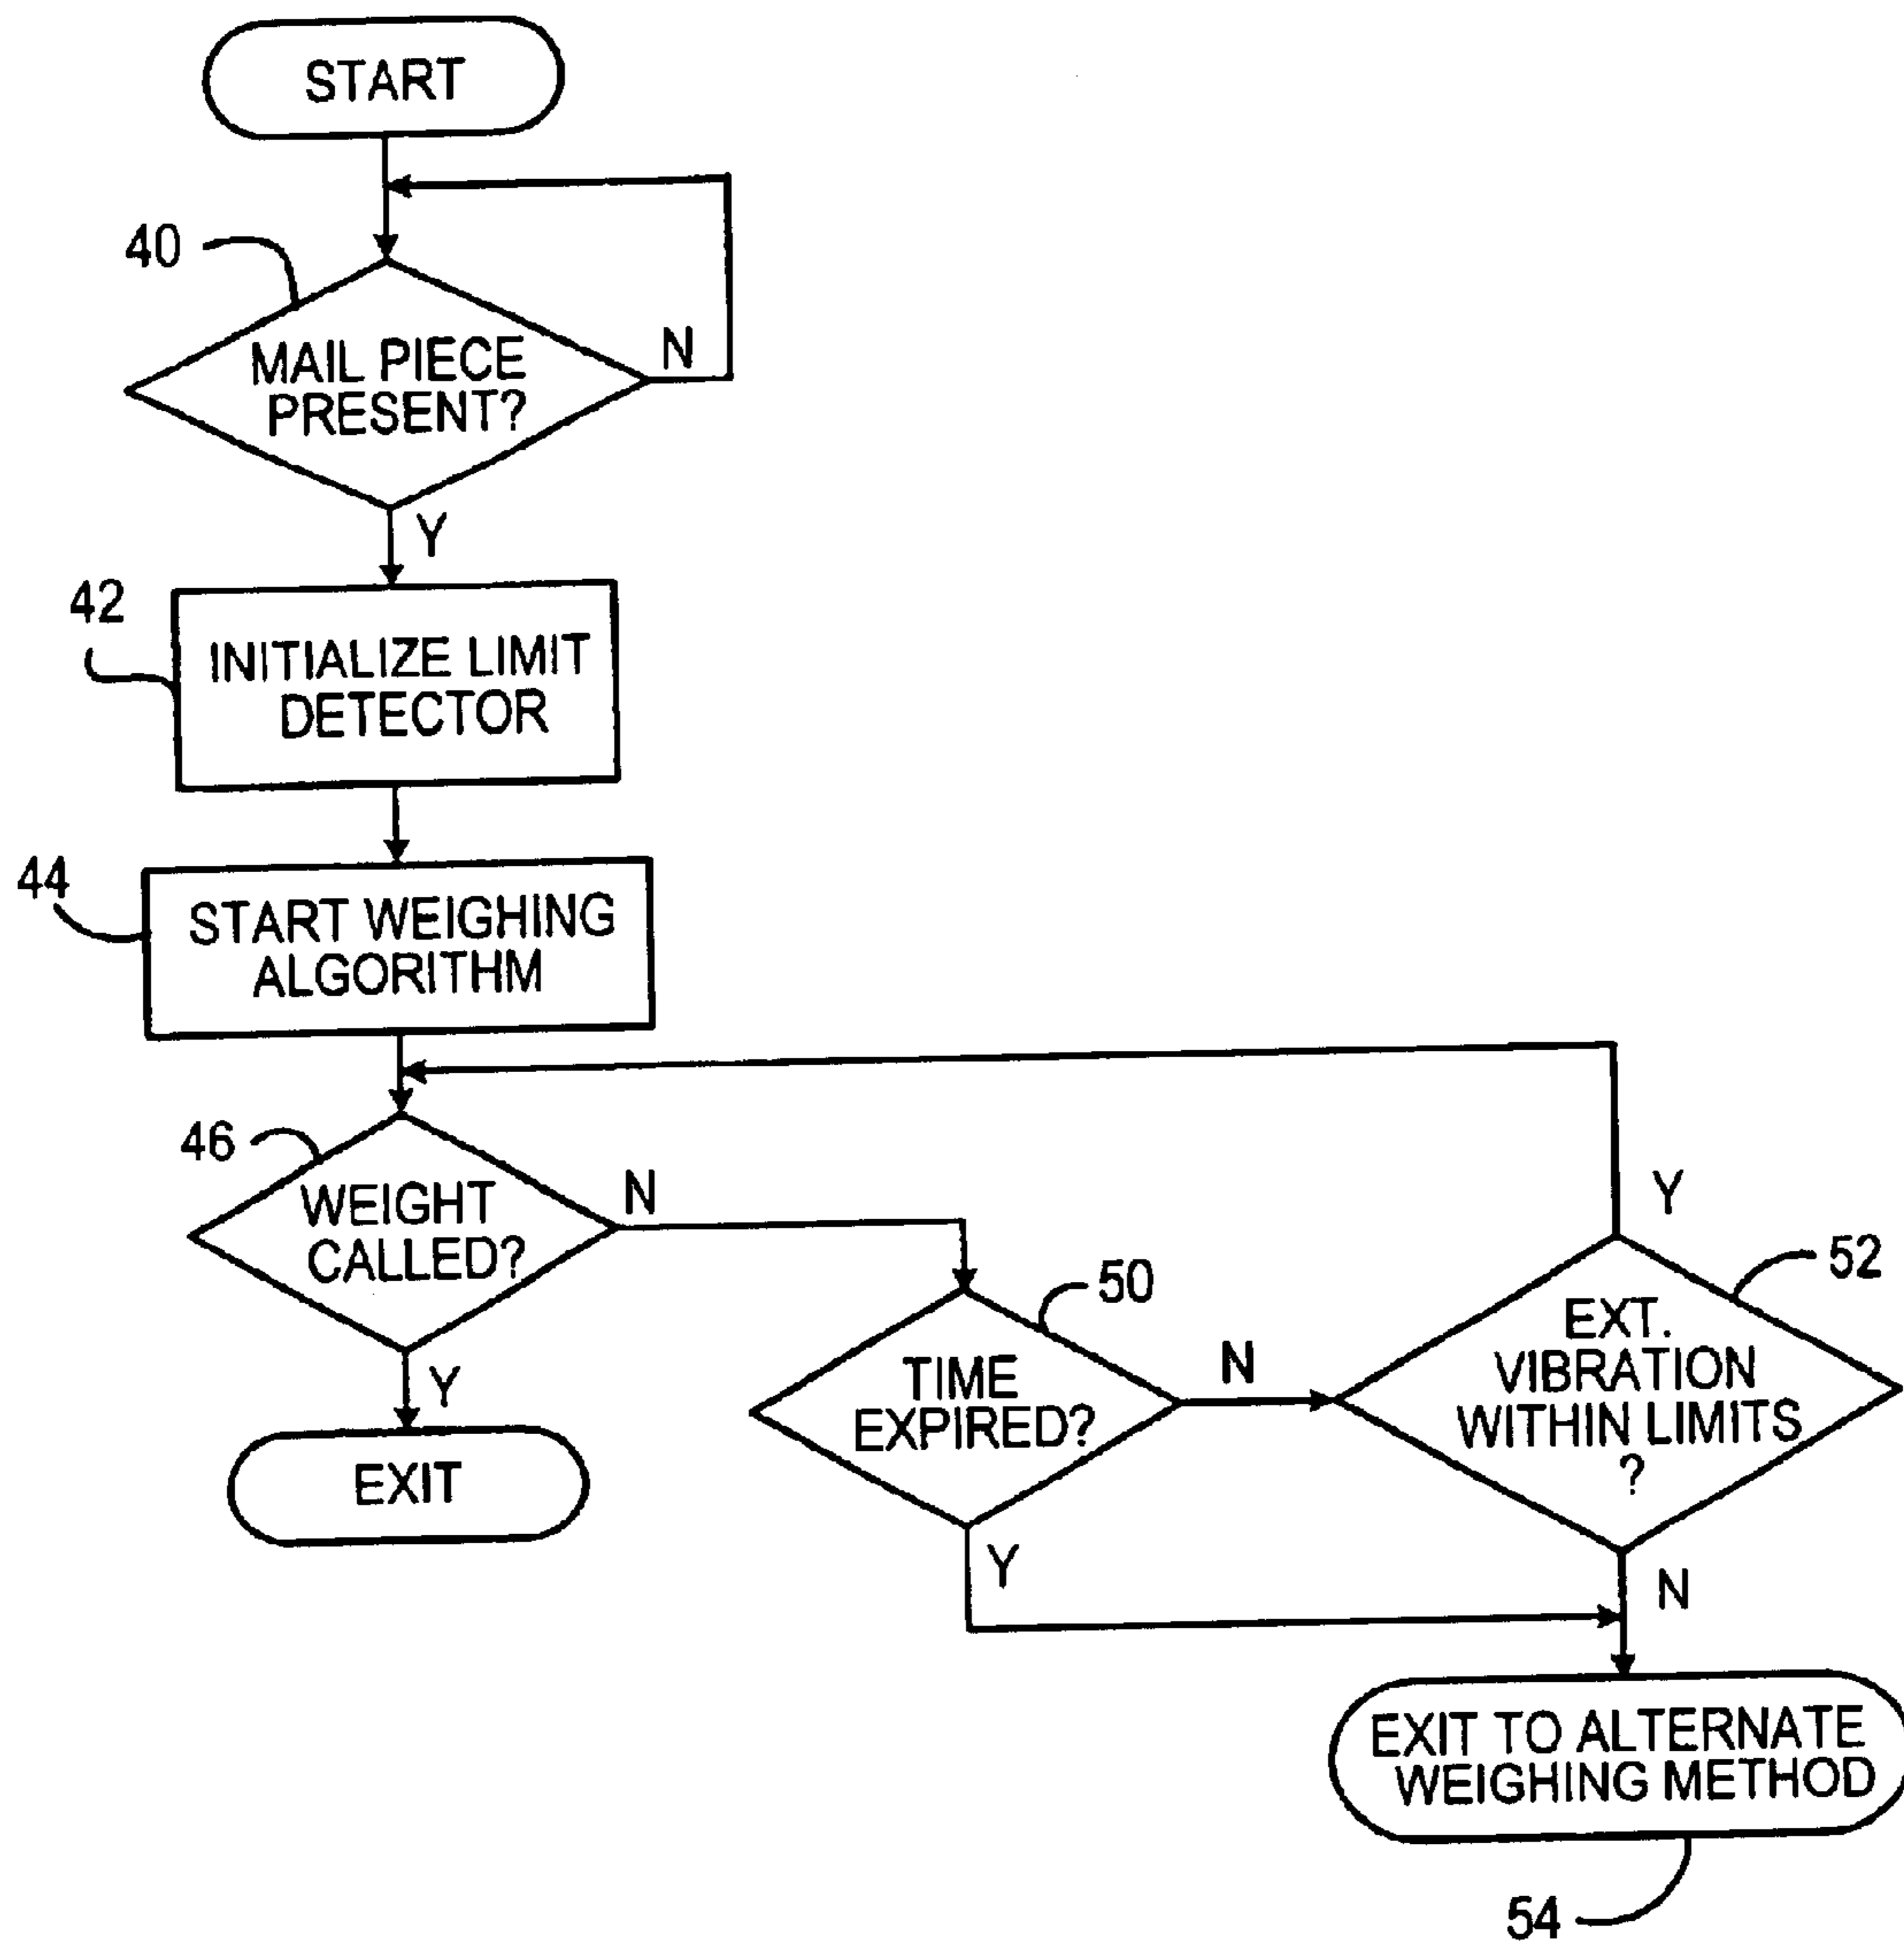 START
40
MAIL PIECE
PRESENT?
N
Y
42
INITIALIZE LIMIT
DETECTOR
44
START WEIGHING
ALGORITHM
46
WEIGHT
CALLED?
N
Y
EXIT
50
TIME
EXPIRED?
N
Y
52
EXT.
VIBRATION
WITHIN LIMITS
?
Y
N
EXIT TO ALTERNATE
WEIGHING METHOD
54